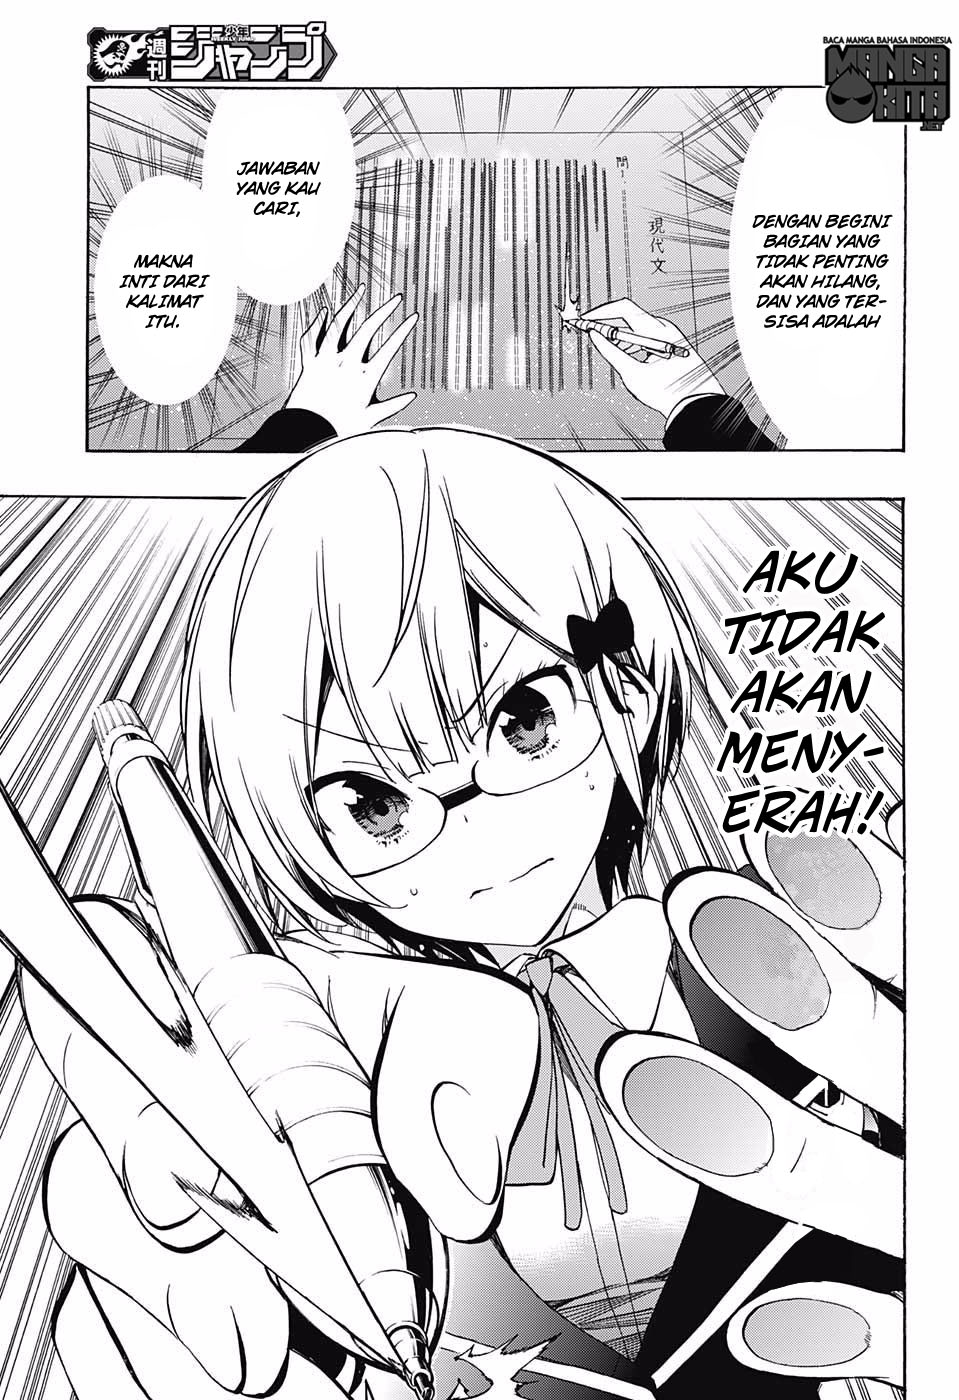 週刊
少年
ジャンプ
BACA MANGA BAHASA INDONESIA
MANGA
KITA
.NET
DENGAN BEGINI
BAGIAN YANG
TIDAK PENTING
AKAN HILANG,
DAN YANG TER-
SISA ADALAH
現代文
問1.
JAWABAN
YANG KAU
CARI,
MAKNA
INTI DARI
KALIMAT
ITU.
AKU
TIDAK
AKAN
MENY-
ERAH!